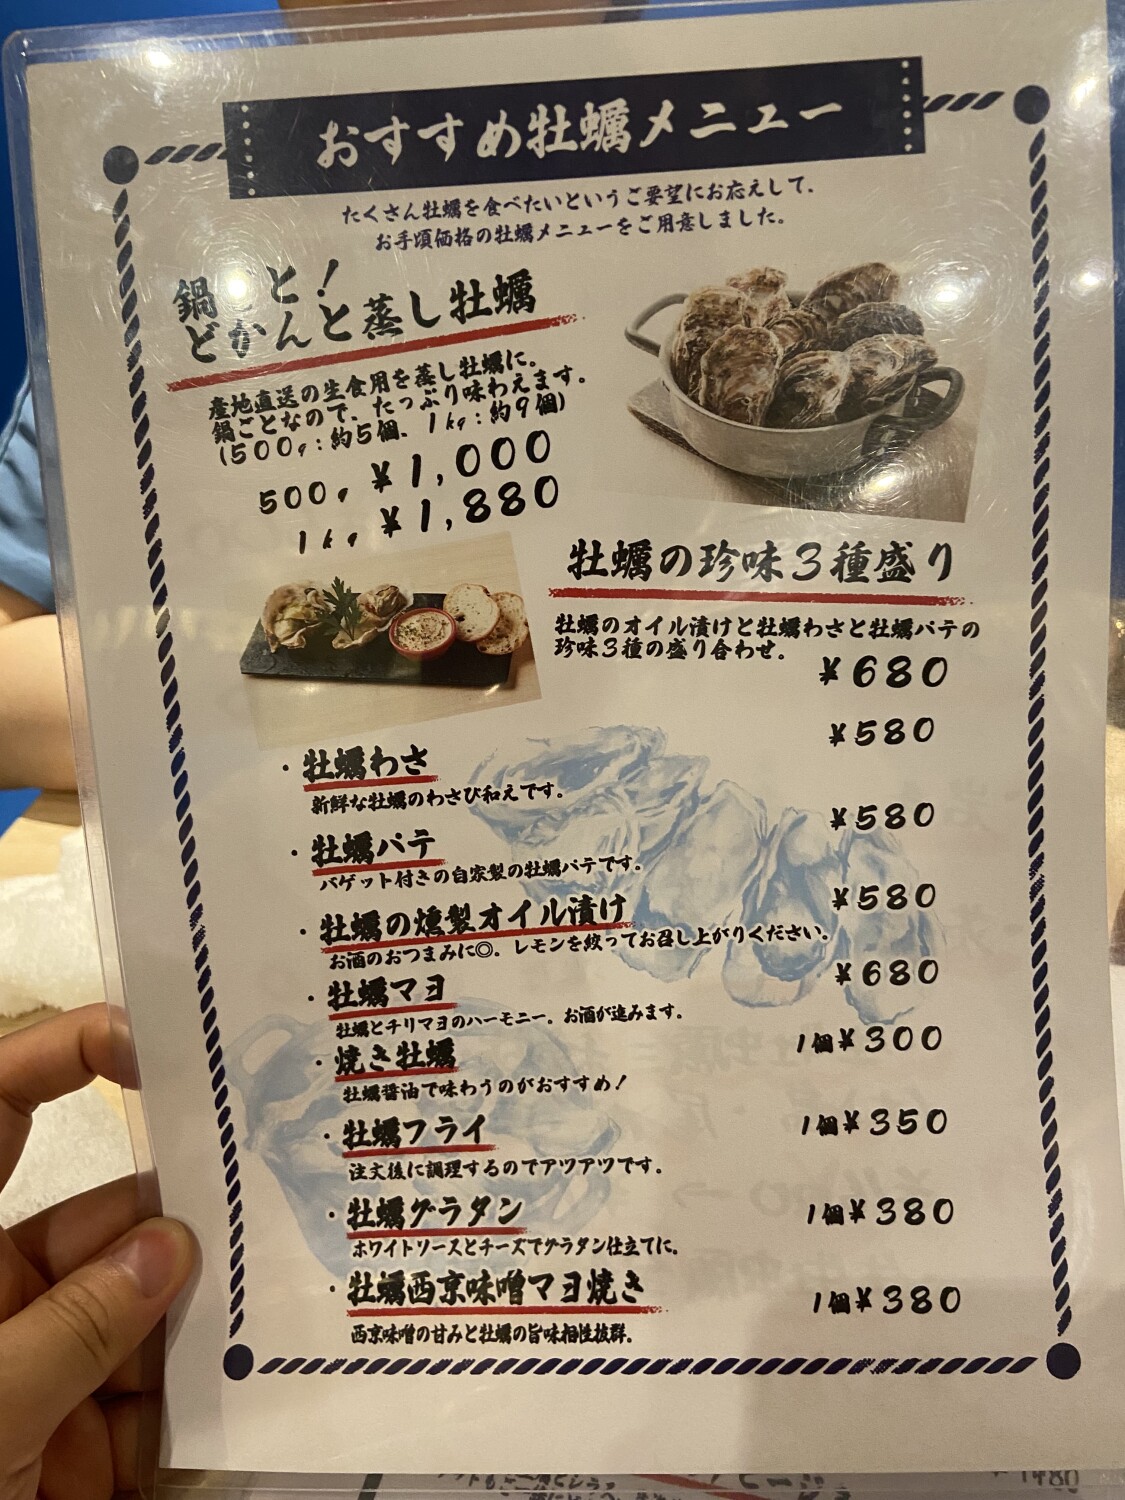 おすすめ牡蠣メニュー
たくさん牡蠣を食べたいというご要望にお応えして、
お手頃価格の牡蠣メニューをご用意しました。
鍋ごと!
どかんと蒸し牡蠣
産地直送の生食用を蒸し牡蠣に。
鍋ごとなので、たっぷり味わえます。
(500g:約5個、1kg:約9個)
500g ¥1,000
1kg ¥1,880
牡蠣の珍味3種盛り
牡蠣のオイル漬けと牡蠣わさと牡蠣パテの
珍味3種の盛り合わせ。
¥680
・牡蠣わさ ¥580
新鮮な牡蠣のわさび和えです。
・牡蠣パテ ¥580
バゲット付きの自家製の牡蠣パテです。
・牡蠣の燻製オイル漬け ¥580
お酒のおつまみに◎。レモンを絞ってお召し上がりください。
・牡蠣マヨ ¥680
牡蠣とチリマヨのハーモニー。お酒が進みます。
・焼き牡蠣 1個¥300
牡蠣醤油で味わうのがおすすめ!
・牡蠣フライ 1個¥350
注文後に調理するのでアツアツです。
・牡蠣グラタン 1個¥380
ホワイトソースとチーズでグラタン仕立てに。
・牡蠣西京味噌マヨ焼き 1個¥380
西京味噌の甘みと牡蠣の旨味相性抜群。